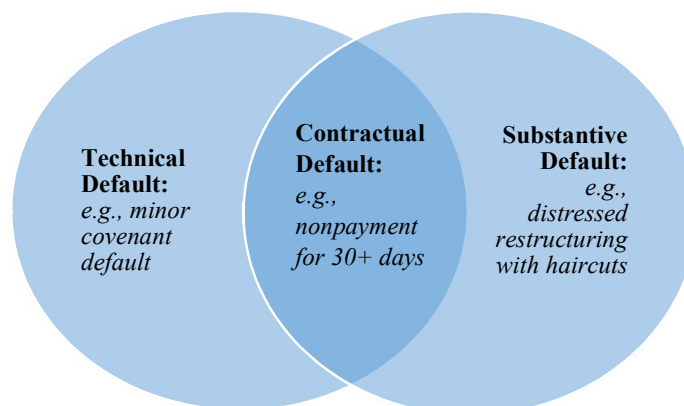 Technical
Default:
e.g., minor
covenant
default
Contractual
Default:
e.g.,
nonpayment
for 30+ days
Substantive
Default:
e.g.,
distressed
restructuring
with haircuts